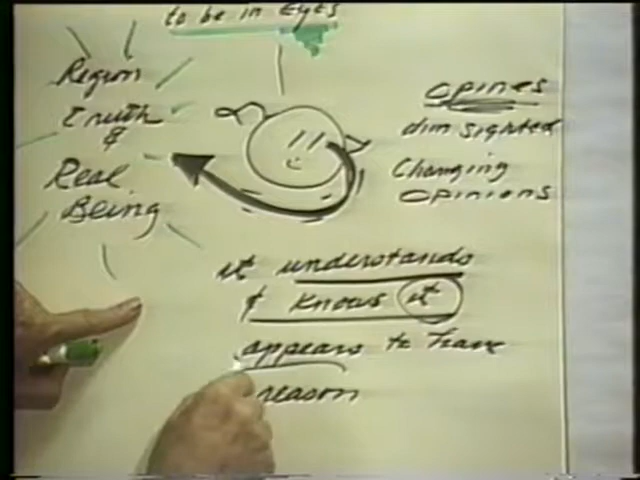 to be in Eyes
Region
Truth
&
Real
Being
opines
dim sighted
Changing
opinions
it understands
& knows it
appears to have
reason